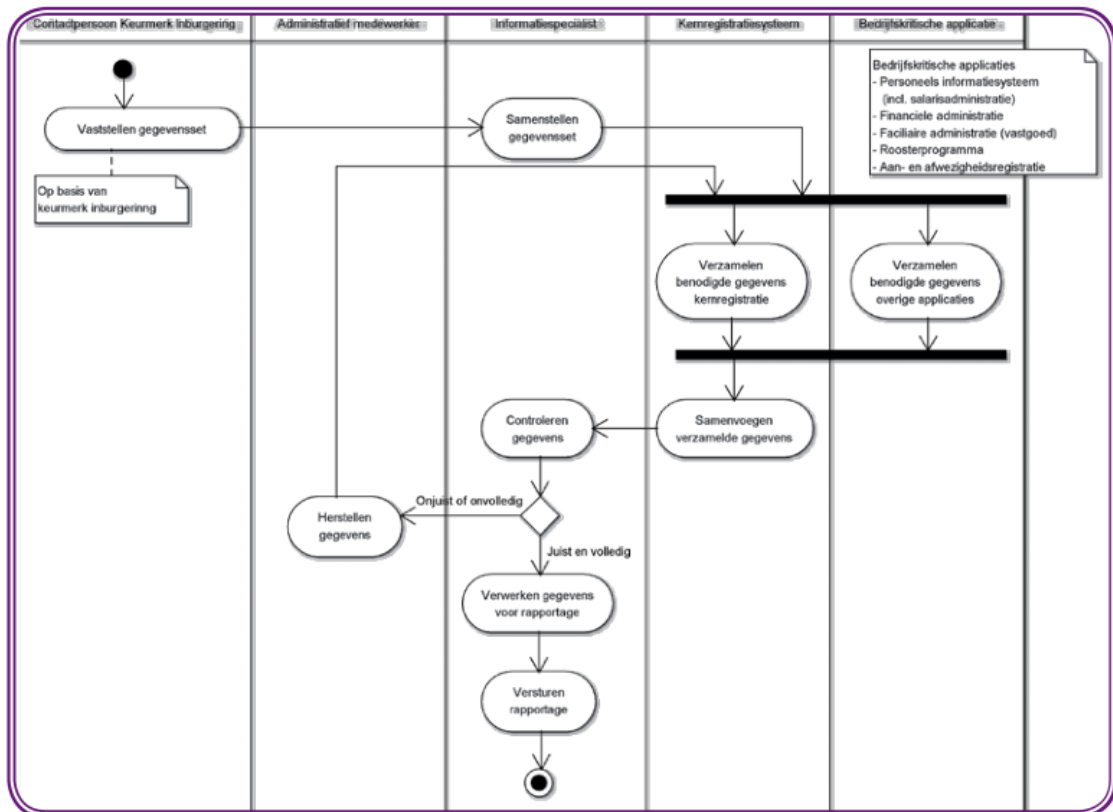 Contactpersoon Keurmerk Inburgering
Administratief medewerker
Informatiespecialist
Kernregistratiesysteem
Bedrijfskritische applicatie
Bedrijfskritische applicaties
- Personeels informatiesysteem
(incl. salarisadministratie)
- Financiele administratie
- Faciliaire administratie (vastgoed)
- Roosterprogramma
- Aan- en afwezigheidsregistratie
Vaststellen gegevensset
Samenstellen
gegevensset
Op basis van
keurmerk inburgerinng
Verzamelen
benodigde gegevens
kernregistratie
Verzamelen
benodigde gegevens
overige applicaties
Controleren
gegevens
Samenvoegen
verzamelde gegevens
Onjuist of onvolledig
Herstellen
gegevens
Juist en volledig
Verwerken gegevens
voor rapportage
Versturen
rapportage